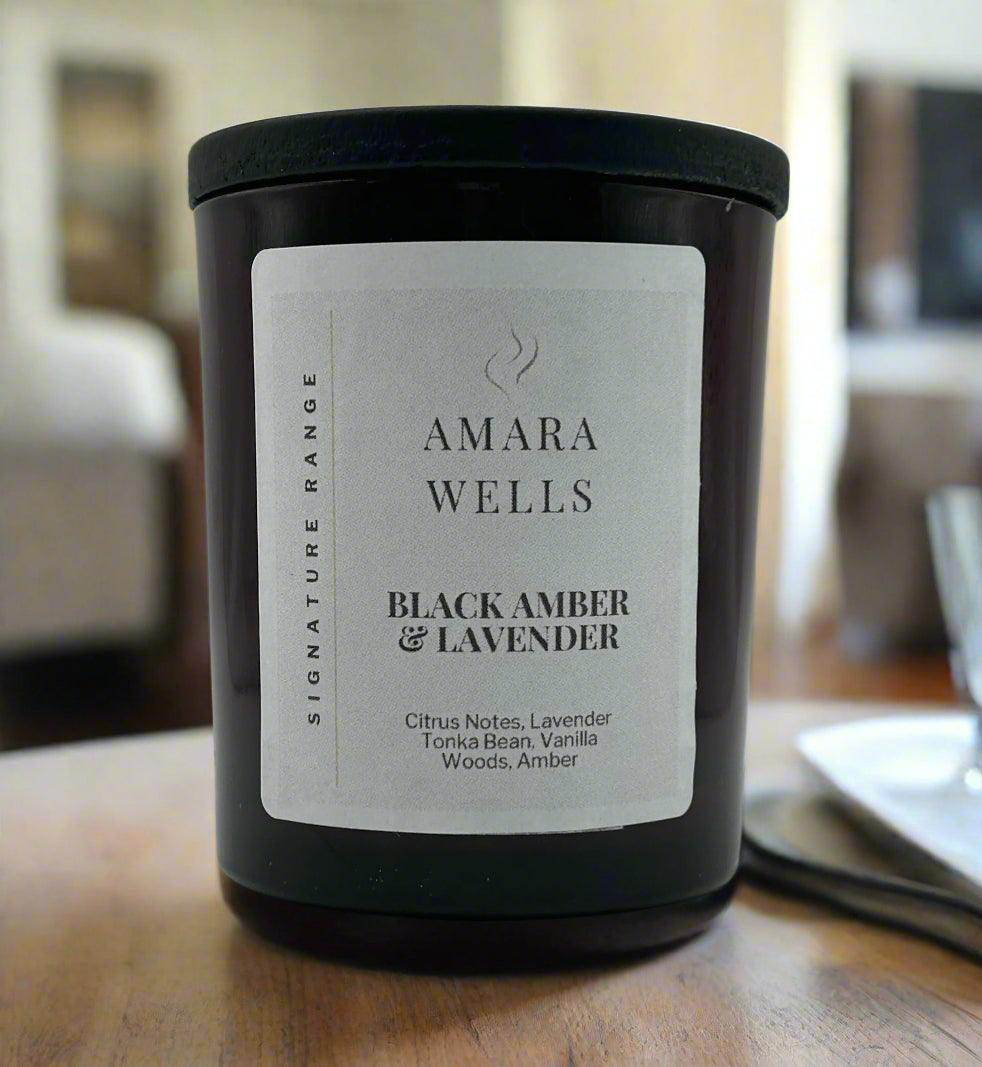 SIGNATURE RANGE
AMARA
WELLS
BLACK AMBER
& LAVENDER
Citrus Notes, Lavender
Tonka Bean, Vanilla
Woods, Amber